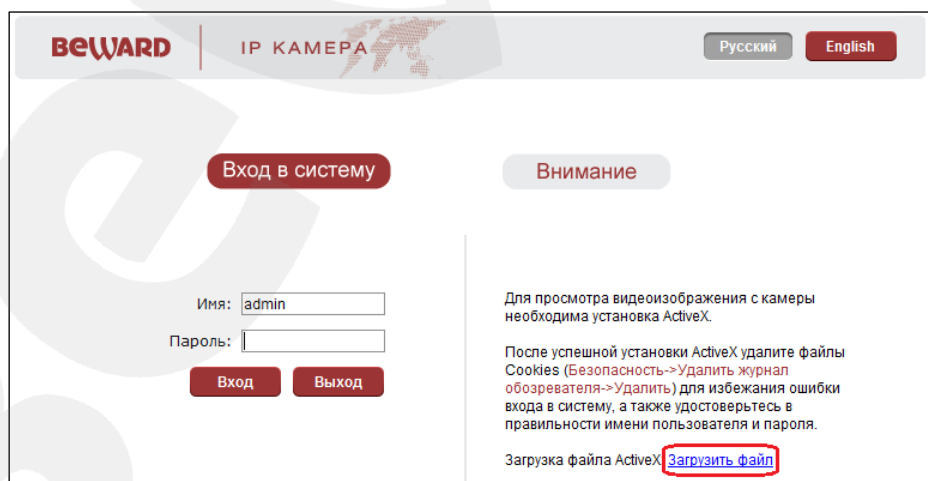 BEWARD
IP КАМЕРА
Русский
English
Вход в систему
Внимание
Имя: admin
Пароль:
Вход
Выход
Для просмотра видеоизображения с камеры
необходима установка ActiveX.
После успешной установки ActiveX удалите файлы
Cookies (Безопасность->Удалить журнал
обозревателя->Удалить) для избежания ошибки
входа в систему, а также удостоверьтесь в
правильности имени пользователя и пароля.
Загрузка файла ActiveX Загрузить файл